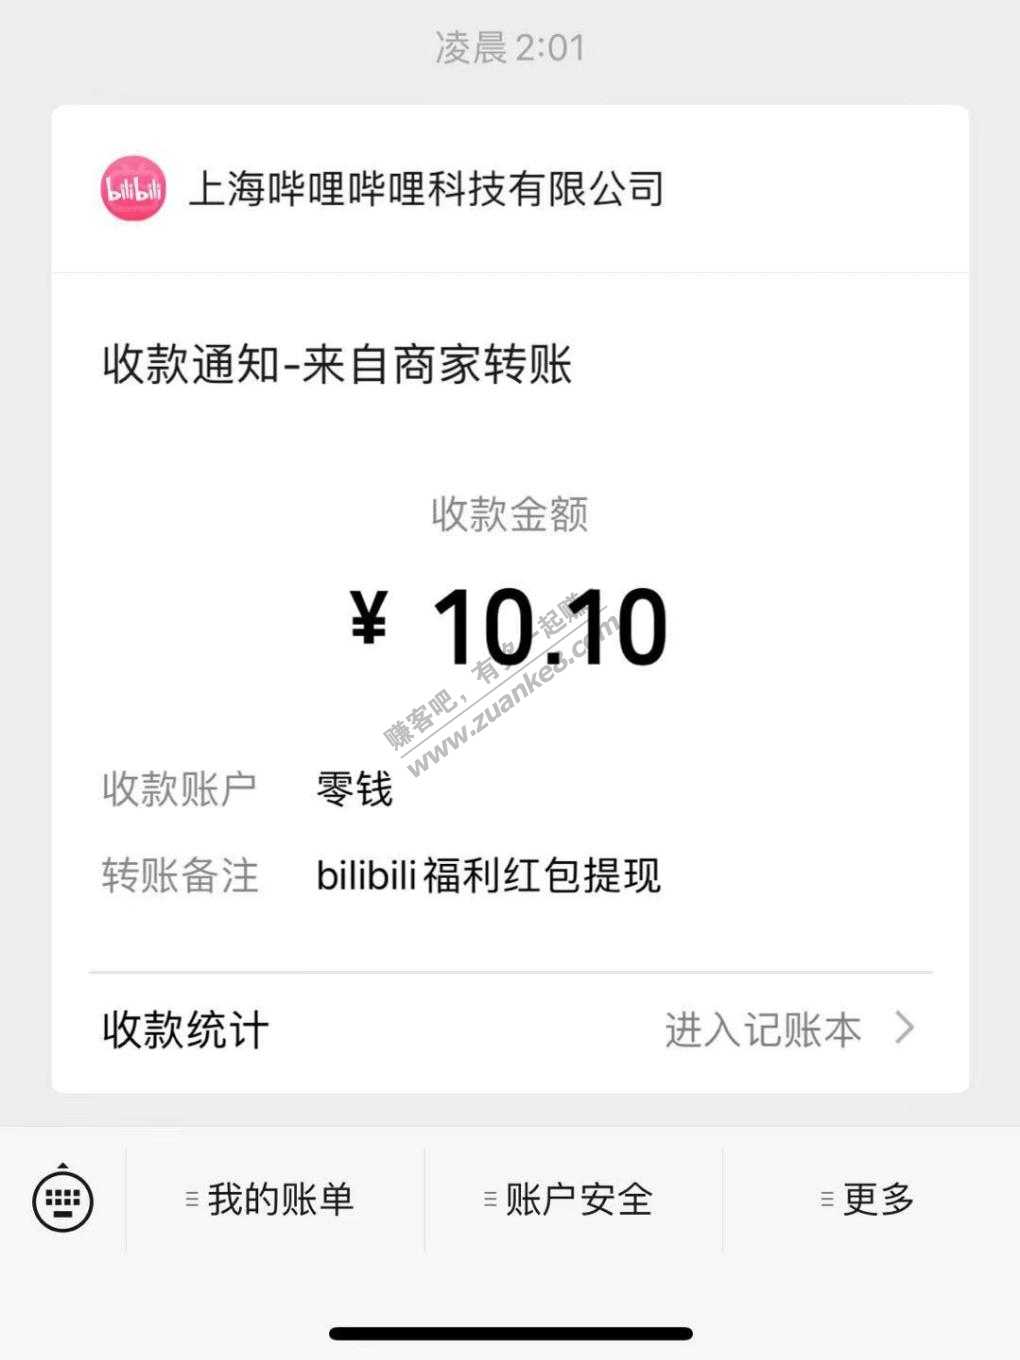 凌晨2:01
bilibili
上海哔哩哔哩科技有限公司
收款通知-来自商家转账
收款金额
¥ 10.10
赚客吧，有奖一起赚
www.zuanke8.com
收款账户 零钱
转账备注 bilibili福利红包提现
收款统计 进入记账本
我的账单 账户安全 更多